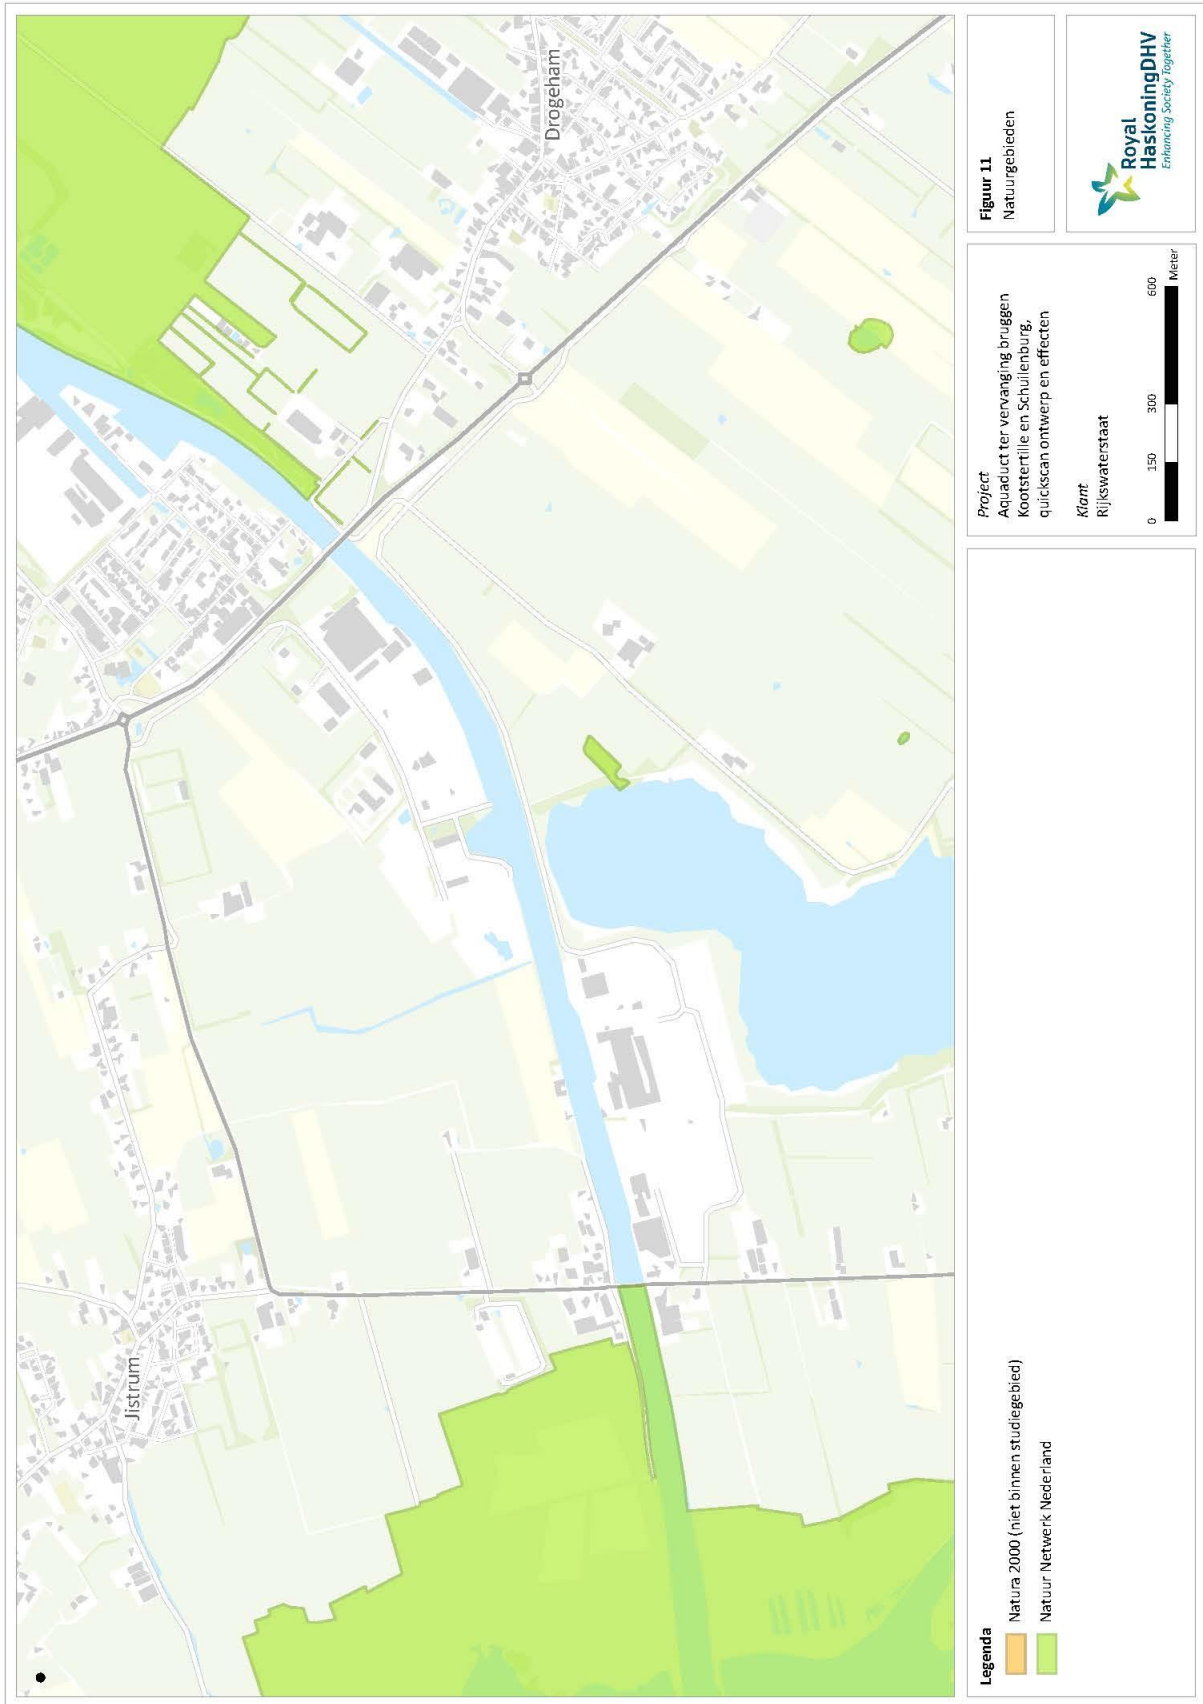 Jistrum
Drogeham
Legenda
Natura 2000 (niet binnen studiegebied)
Natuur Netwerk Nederland
Project
Aquaduct ter vervanging bruggen
Kootstertille en Schuilenburg,
quickscan ontwerp en effecten
Klant
Rijkswaterstaat
0 150 300 600
Meter
Figuur 11
Natuurgebieden
Royal
HaskoningDHV
Enhancing Society Together